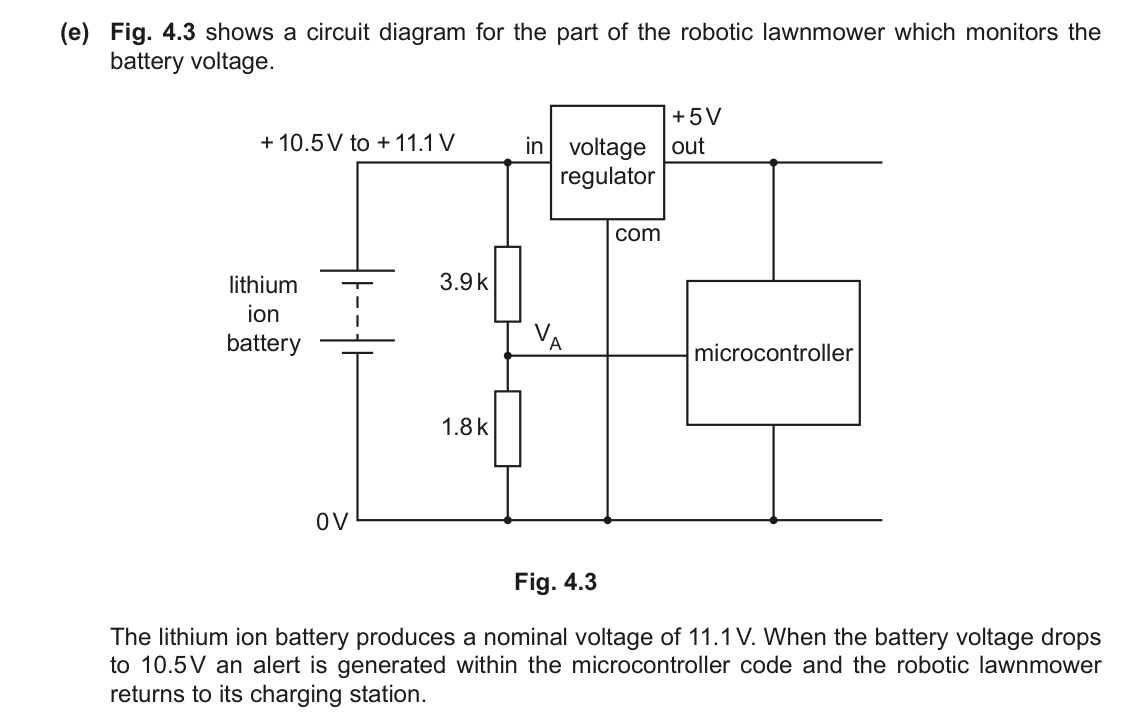 (e) Fig. 4.3 shows a circuit diagram for the part of the robotic lawnmower which monitors the
battery voltage.
+5V
+10.5V to +11.1V
in
voltage
regulator
out
com
lithium
ion
battery
3.9k
VA
microcontroller
1.8k
0V
Fig. 4.3
The lithium ion battery produces a nominal voltage of 11.1V. When the battery voltage drops
to 10.5V an alert is generated within the microcontroller code and the robotic lawnmower
returns to its charging station.